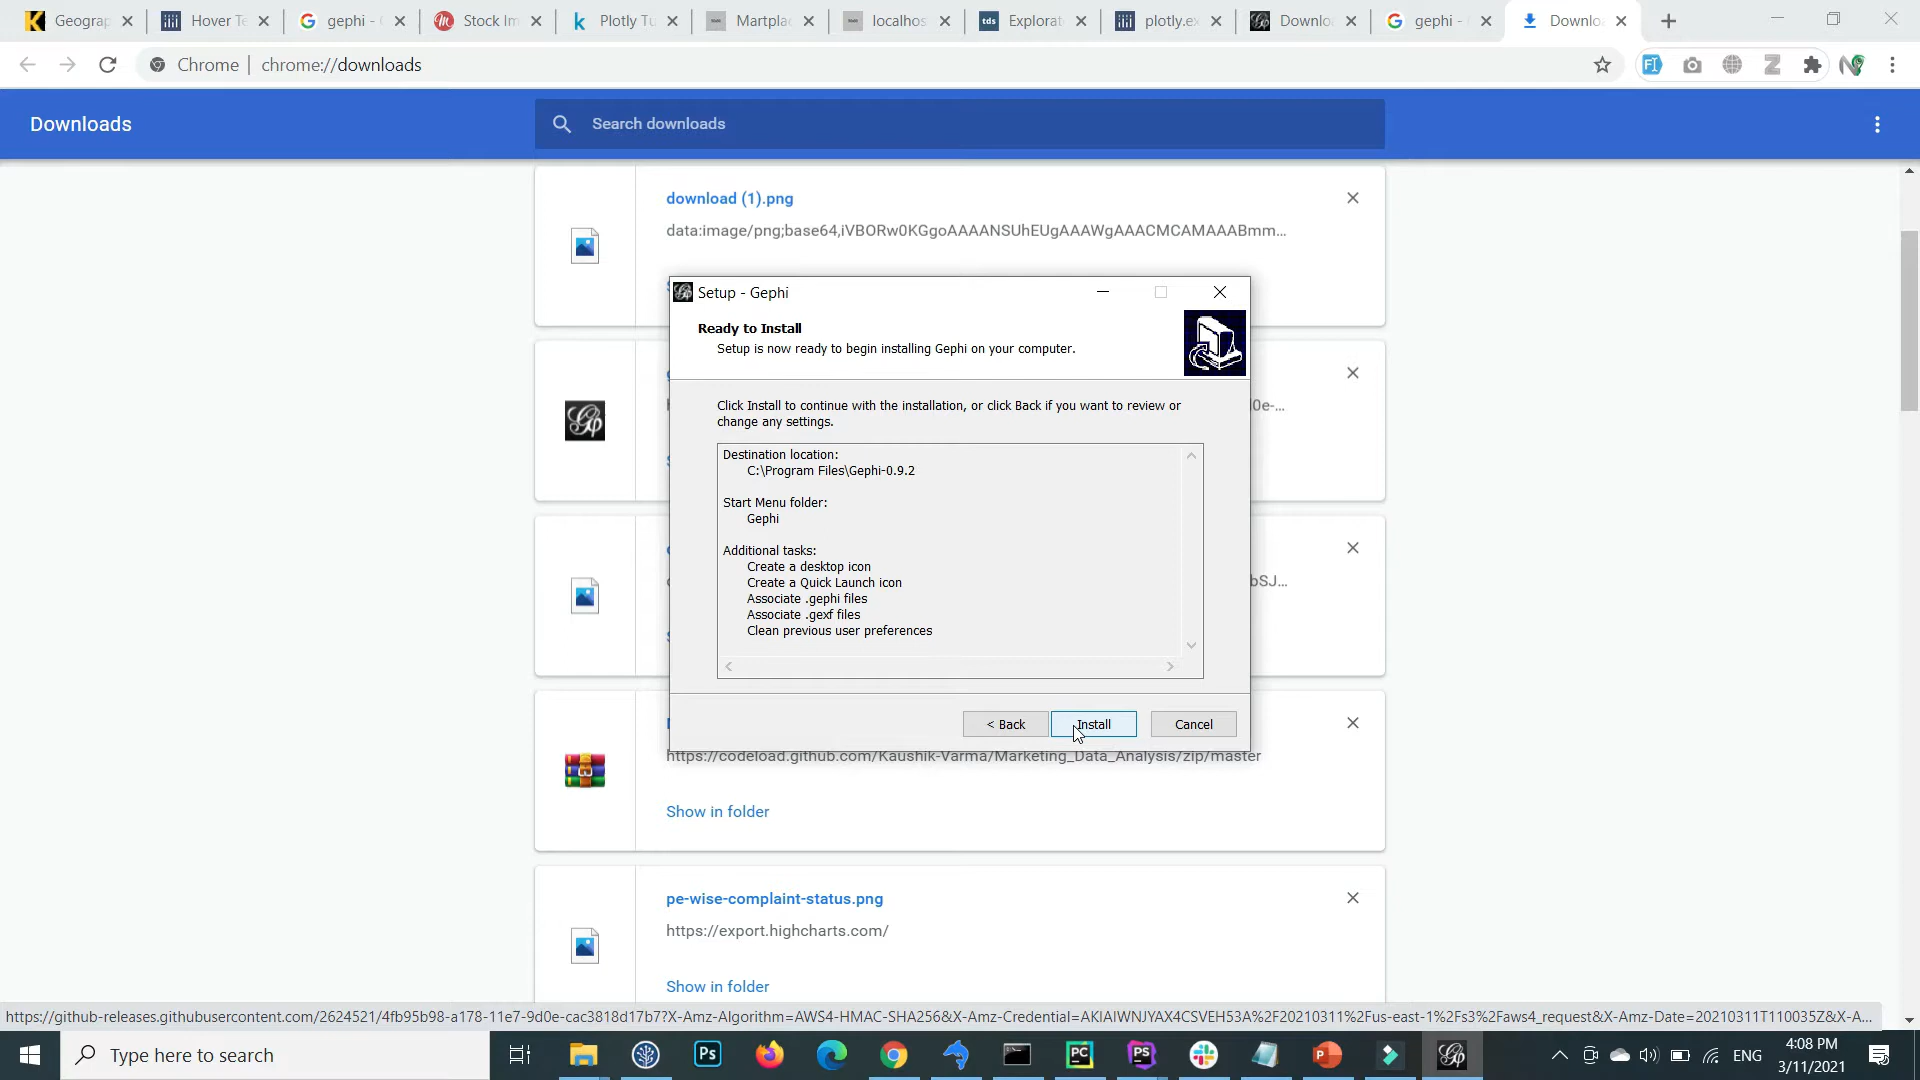 Geograp
Hover Te
gephi - 
Stock Im
Plotly Tu
Martpla
localhos
Explorat
plotly.ex
Downlo
gephi -
Downlo
Chrome | chrome://downloads
Downloads
Search downloads
download (1).png
data:image/png;base64,iVBORw0KGgoAAAANSUhEUgAAAWgAAACMCAMAAABmm...
Setup - Gephi
Ready to Install
Setup is now ready to begin installing Gephi on your computer.
Click Install to continue with the installation, or click Back if you want to review or
change any settings.
Destination location:
C:\Program Files\Gephi-0.9.2
Start Menu folder:
Gephi
Additional tasks:
Create a desktop icon
Create a Quick Launch icon
Associate .gephi files
Associate .gexf files
Clean previous user preferences
< Back
Install
Cancel
https://codeload.github.com/Kaushik-Varma/Marketing_Data_Analysis/zip/master
Show in folder
pe-wise-complaint-status.png
https://export.highcharts.com/
Show in folder
https://github-releases.githubusercontent.com/2624521/4fb95b98-a178-11e7-9d0e-cac3818d17b7?X-Amz-Algorithm=AWS4-HMAC-SHA256&X-Amz-Credential=AKIAIWNJYAX4CSVEH53A%2F20210311%2Fus-east-1%2Fs3%2Faws4_request&X-Amz-Date=20210311T110035Z&X-A...
Type here to search
ENG
4:08 PM
3/11/2021